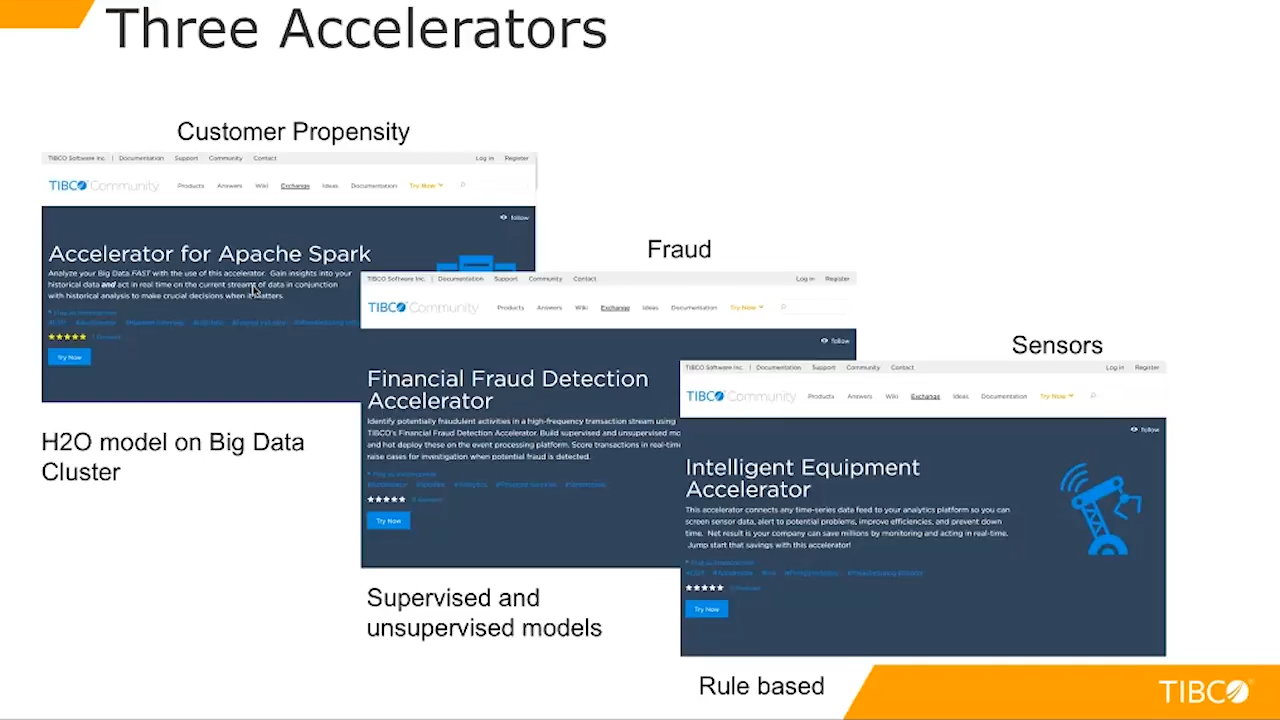 Three Accelerators
Customer Propensity
TIBCO Software Inc. | Documentation Support Community Contact Log in Register
TIBCO Community Products Answers Wiki Exchange Ideas Documentation Try Now
follow
Accelerator for Apache Spark
Analyze your Big Data FAST with the use of this accelerator. Gain insights into your
historical data and act in real time on the current streams of data in conjunction
with historical analysis to make crucial decisions when it matters.
Try Now
H2O model on Big Data
Cluster
Fraud
TIBCO Software Inc. | Documentation Support Community Contact Log in Register
TIBCO Community Products Answers Wiki Exchange Ideas Documentation Try Now
follow
Financial Fraud Detection
Accelerator
Identify potentially fraudulent activities in a high-frequency transaction stream using
TIBCO's Financial Fraud Detection Accelerator. Build supervised and unsupervised
and hot deploy these on the event processing platform. Score transactions in real-time
raise cases for investigation when potential fraud is detected.
Try Now
Supervised and
unsupervised models
Sensors
TIBCO Software Inc. | Documentation Support Community Contact Log in Register
TIBCO Community Products Answers Wiki Exchange Ideas Documentation Try Now
follow
Intelligent Equipment
Accelerator
This accelerator connects any time-series data feed to your analytics platform so you can
screen sensor data, alert to potential problems, improve efficiencies, and prevent down
time. Net result is your company can save millions by monitoring and acting in real-time.
Jump start that savings with this accelerator!
Try Now
Rule based
TIBCO